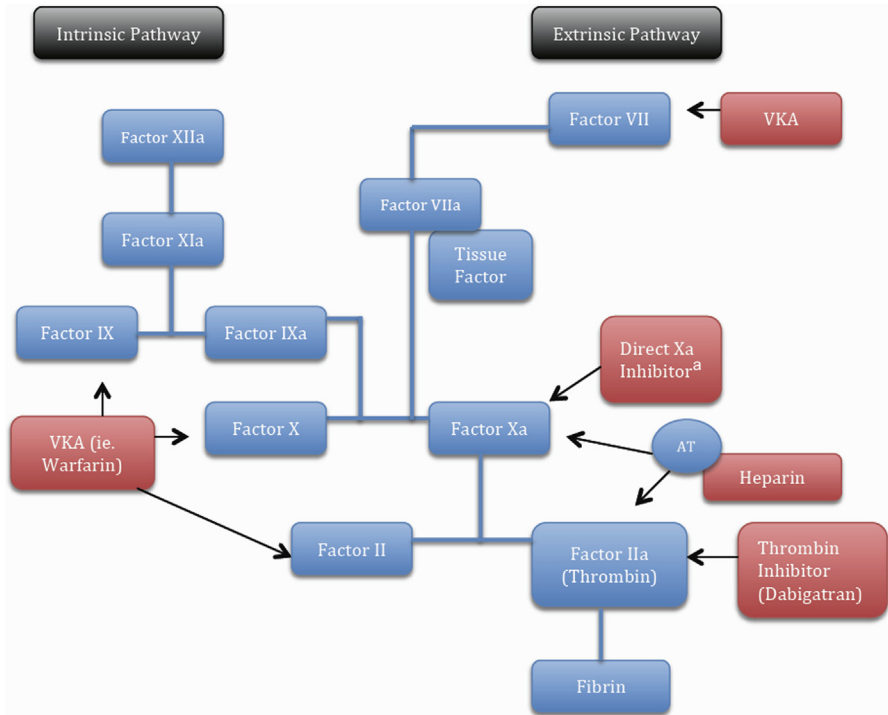 Intrinsic Pathway
Extrinsic Pathway
Factor VII
VKA
Factor XIIa
Factor VIIa
Factor XIa
Tissue
Factor
Factor IX
Factor IXa
Direct Xa
Inhibitorª
VKA (ie.
Warfarin)
Factor X
Factor Xa
AT
Heparin
Factor II
Factor IIa
(Thrombin)
Thrombin
Inhibitor
(Dabigatran)
Fibrin